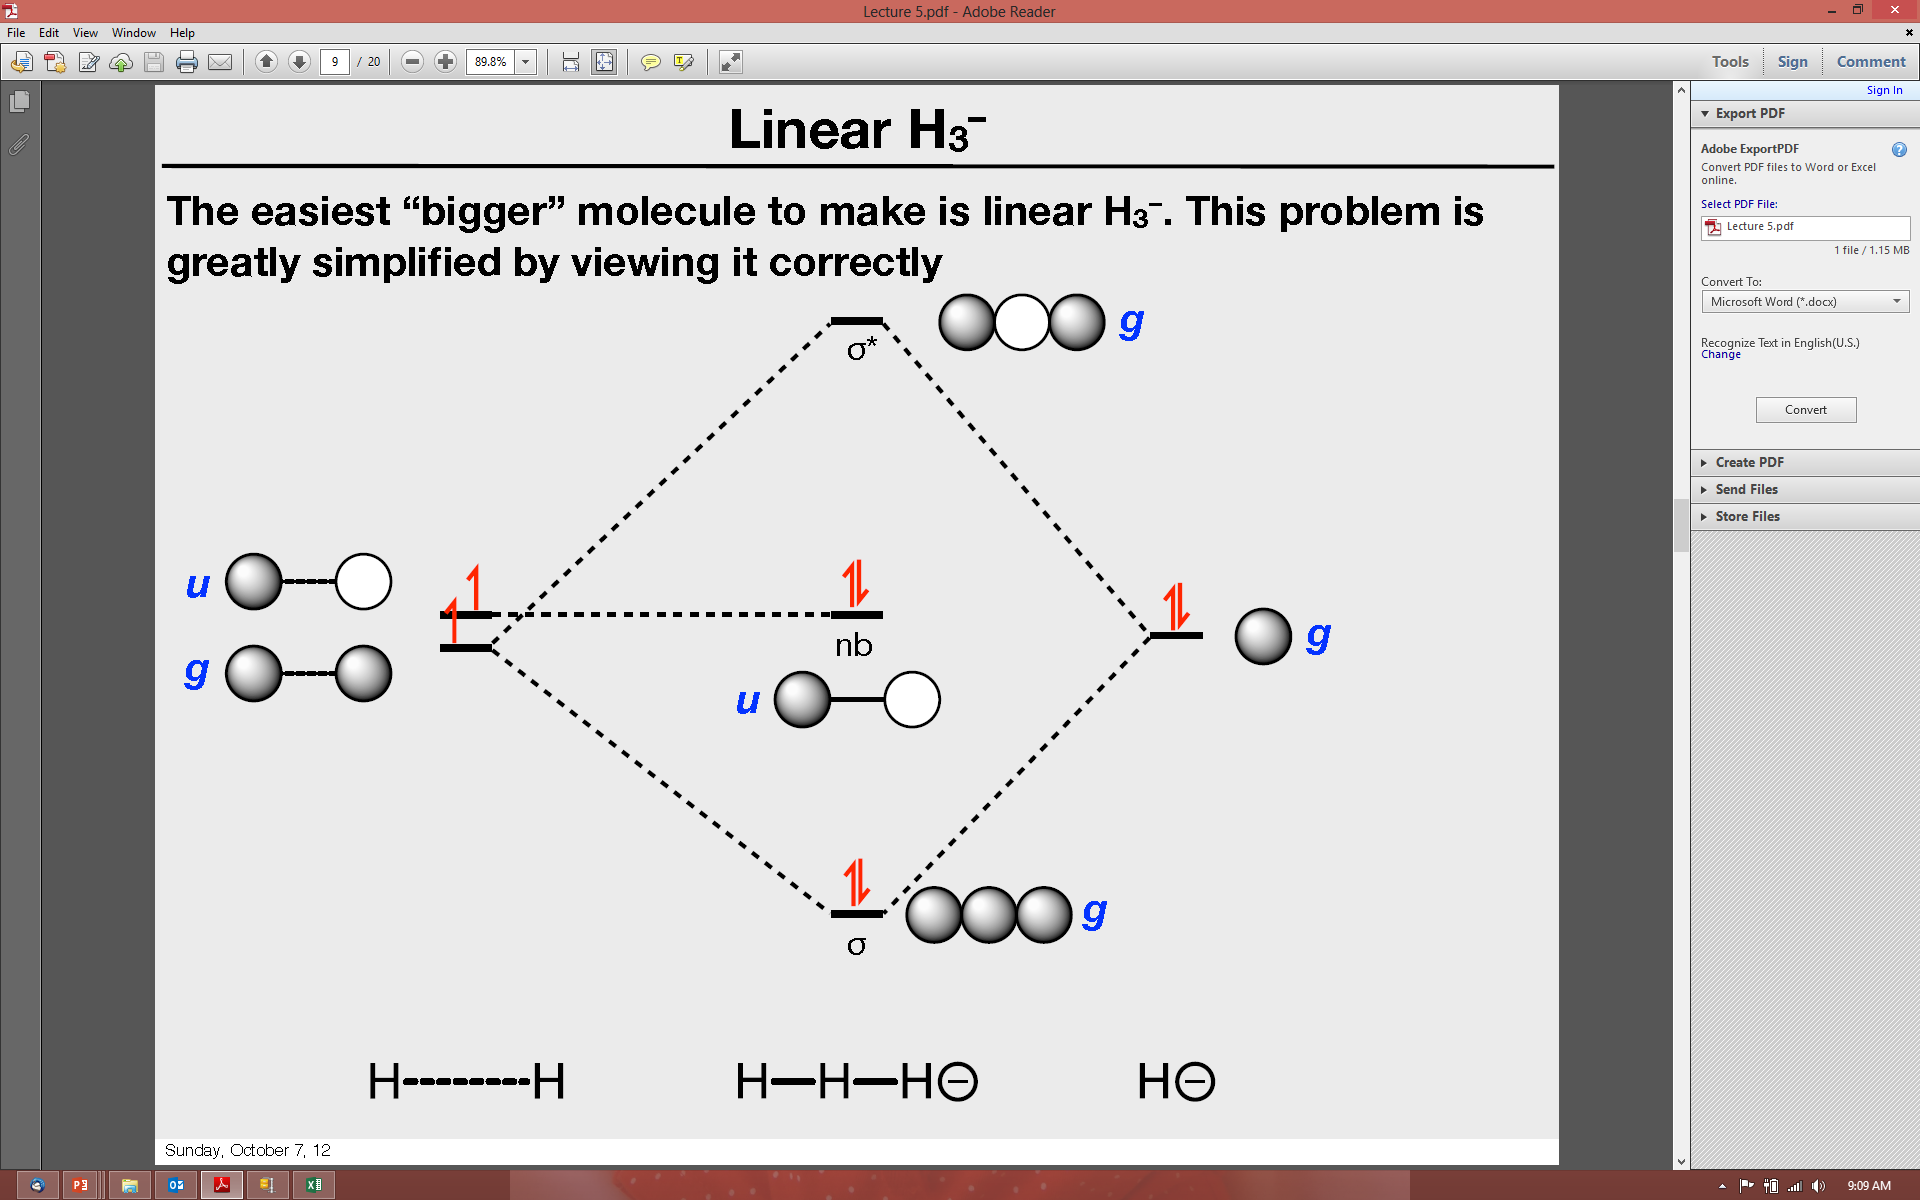 Lecture 5.pdf - Adobe Reader
File Edit View Window Help
9 / 20 89.8% Tools Sign Comment
Sign In
Export PDF
Adobe ExportPDF
Convert PDF files to Word or Excel
online.
Select PDF File:
Lecture 5.pdf
1 file / 1.15 MB
Convert To:
Microsoft Word (*.docx)
Recognize Text in English(U.S.)
Change
Convert
Create PDF
Send Files
Store Files
Linear H₃⁻
The easiest “bigger” molecule to make is linear H₃⁻. This problem is
greatly simplified by viewing it correctly
g
σ*
u
g
nb
u
g
g
σ
H H
H—H—H⊖
H⊖
Sunday, October 7, 12
9:09 AM